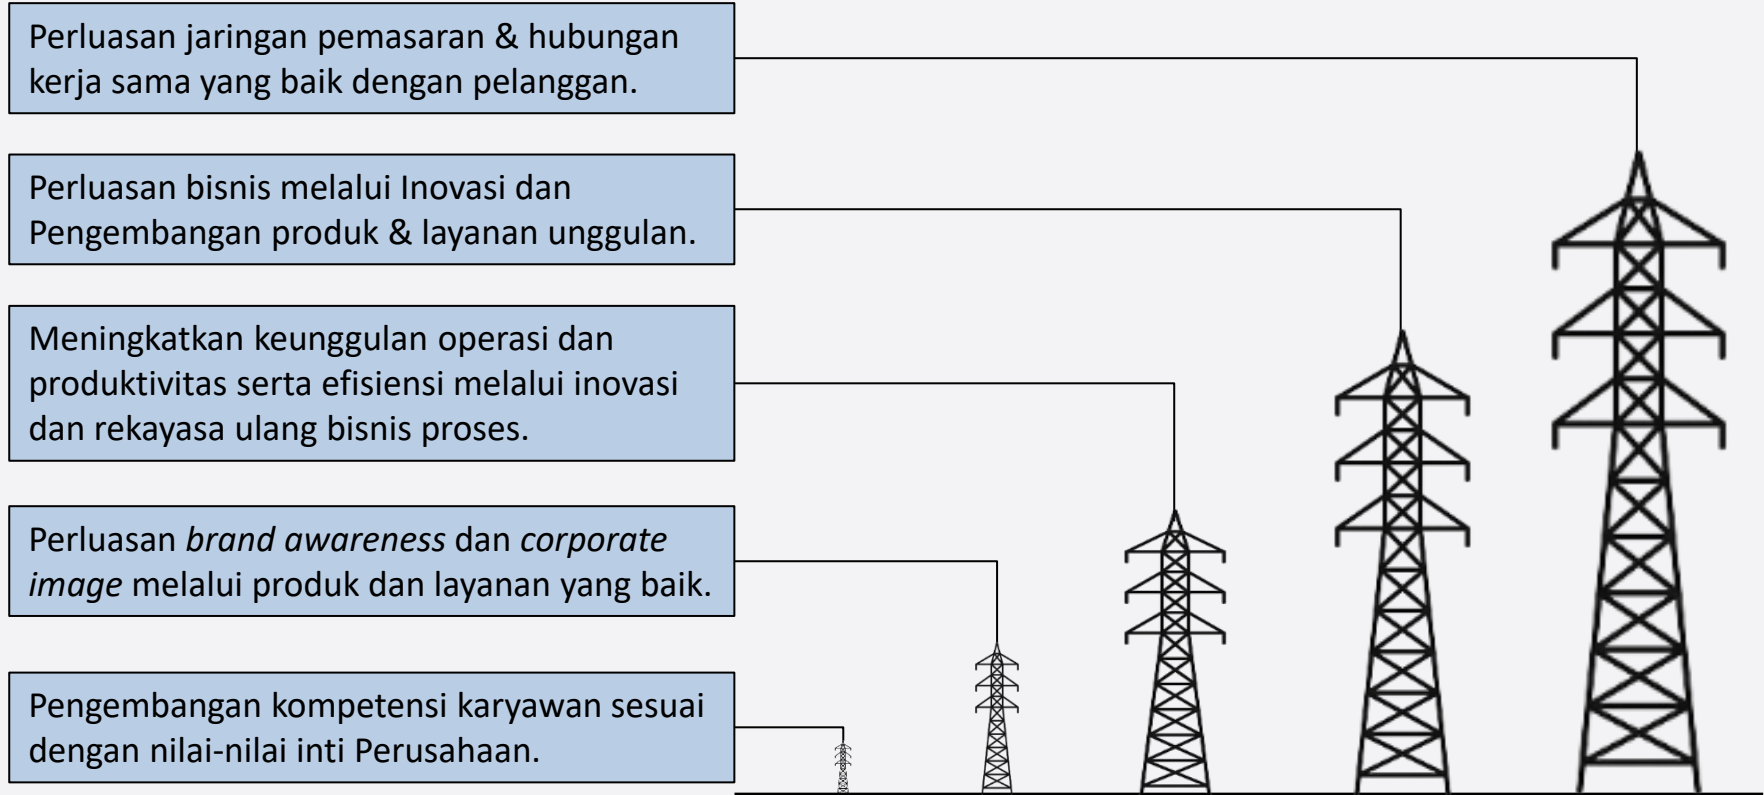 Perluasan jaringan pemasaran & hubungan
kerja sama yang baik dengan pelanggan.
Perluasan bisnis melalui Inovasi dan
Pengembangan produk & layanan unggulan.
Meningkatkan keunggulan operasi dan
produktivitas serta efisiensi melalui inovasi
dan rekayasa ulang bisnis proses.
Perluasan brand awareness dan corporate
image melalui produk dan layanan yang baik.
Pengembangan kompetensi karyawan sesuai
dengan nilai-nilai inti Perusahaan.